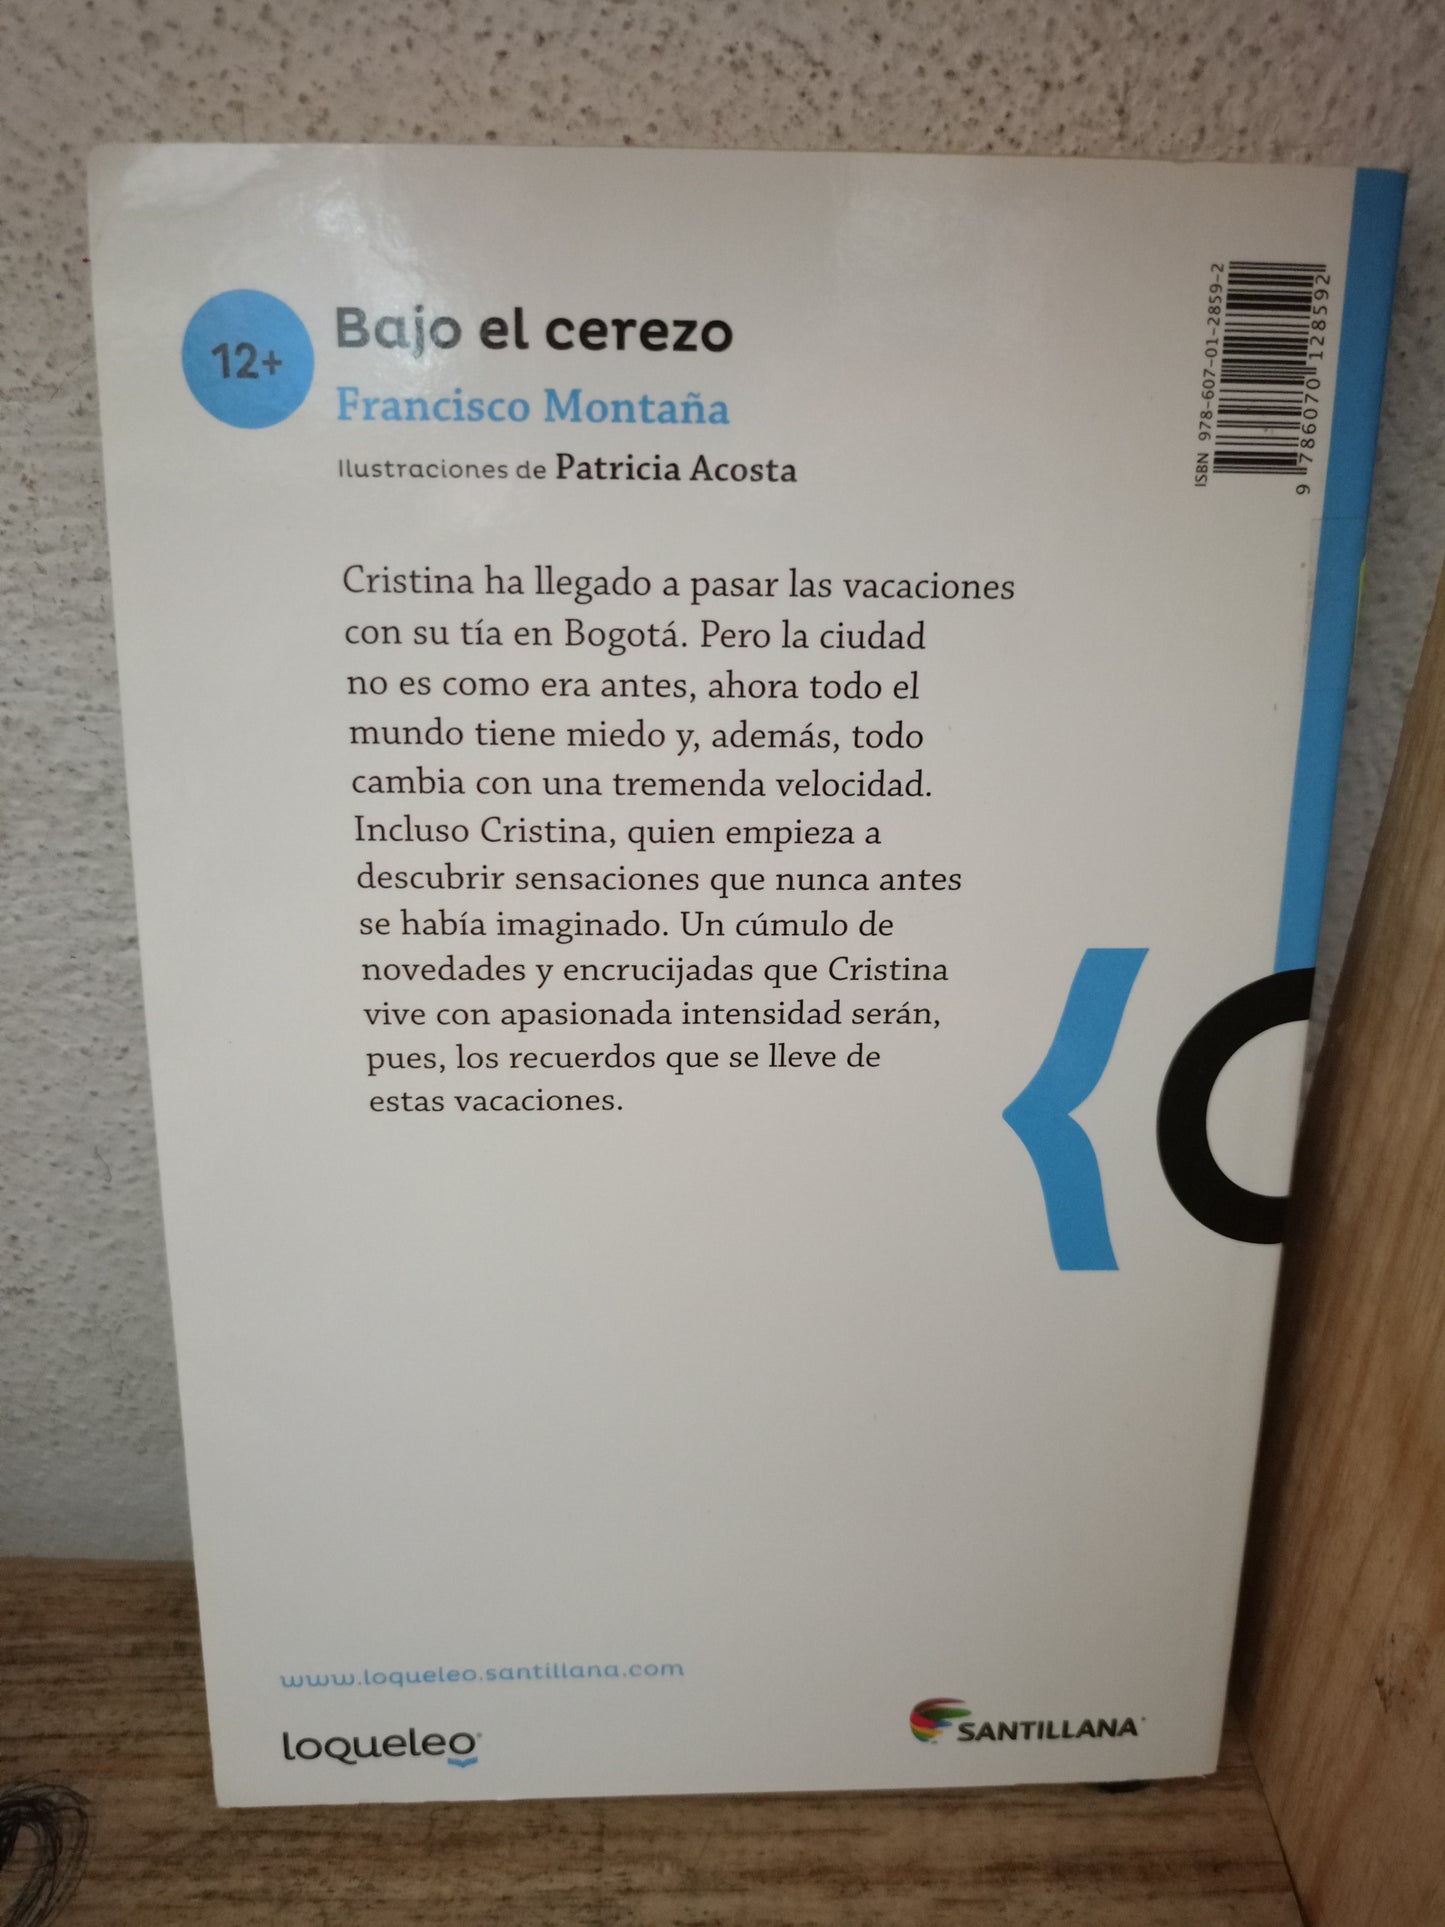 12+
Bajo el cerezo
Francisco Montaña
Ilustraciones de Patricia Acosta
ISBN 978-607-01-2859-2
9 786070 128592
Cristina ha llegado a pasar las vacaciones
con su tía en Bogotá. Pero la ciudad
no es como era antes, ahora todo el
mundo tiene miedo y, además, todo
cambia con una tremenda velocidad.
Incluso Cristina, quien empieza a
descubrir sensaciones que nunca antes
se había imaginado. Un cúmulo de
novedades y encrucijadas que Cristina
vive con apasionada intensidad serán,
pues, los recuerdos que se lleve de
estas vacaciones.
www.loqueleo.santillana.com
loqueleo
SANTILLANA